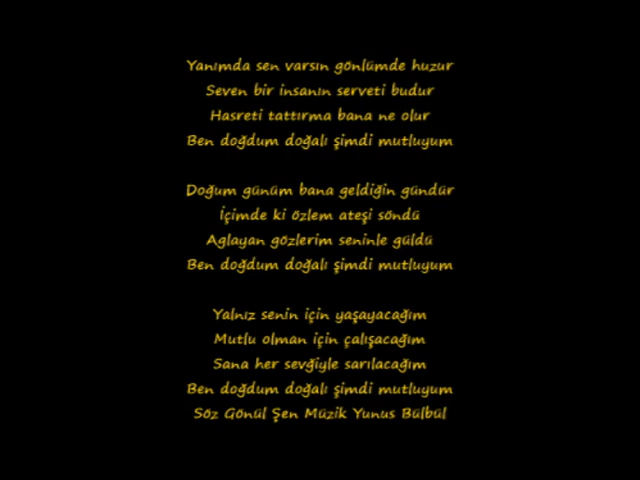 Yanımda sen varsın gönlümde huzur
Seven bir insanın serveti budur
Hasreti tattırma bana ne olur
Ben doğdum doğalı şimdi mutluyum
Doğum günüm bana geldiğin gündür
İçimde ki özlem ateşi söndü
Aglayan gözlerim seninle güldü
Ben doğdum doğalı şimdi mutluyum
Yalnız senin için yaşayacağım
Mutlu olman için çalışacağım
Sana her sevğiyle sarılacağım
Ben doğdum doğalı şimdi mutluyum
Söz Gönül Şen Müzik Yunus Bülbül